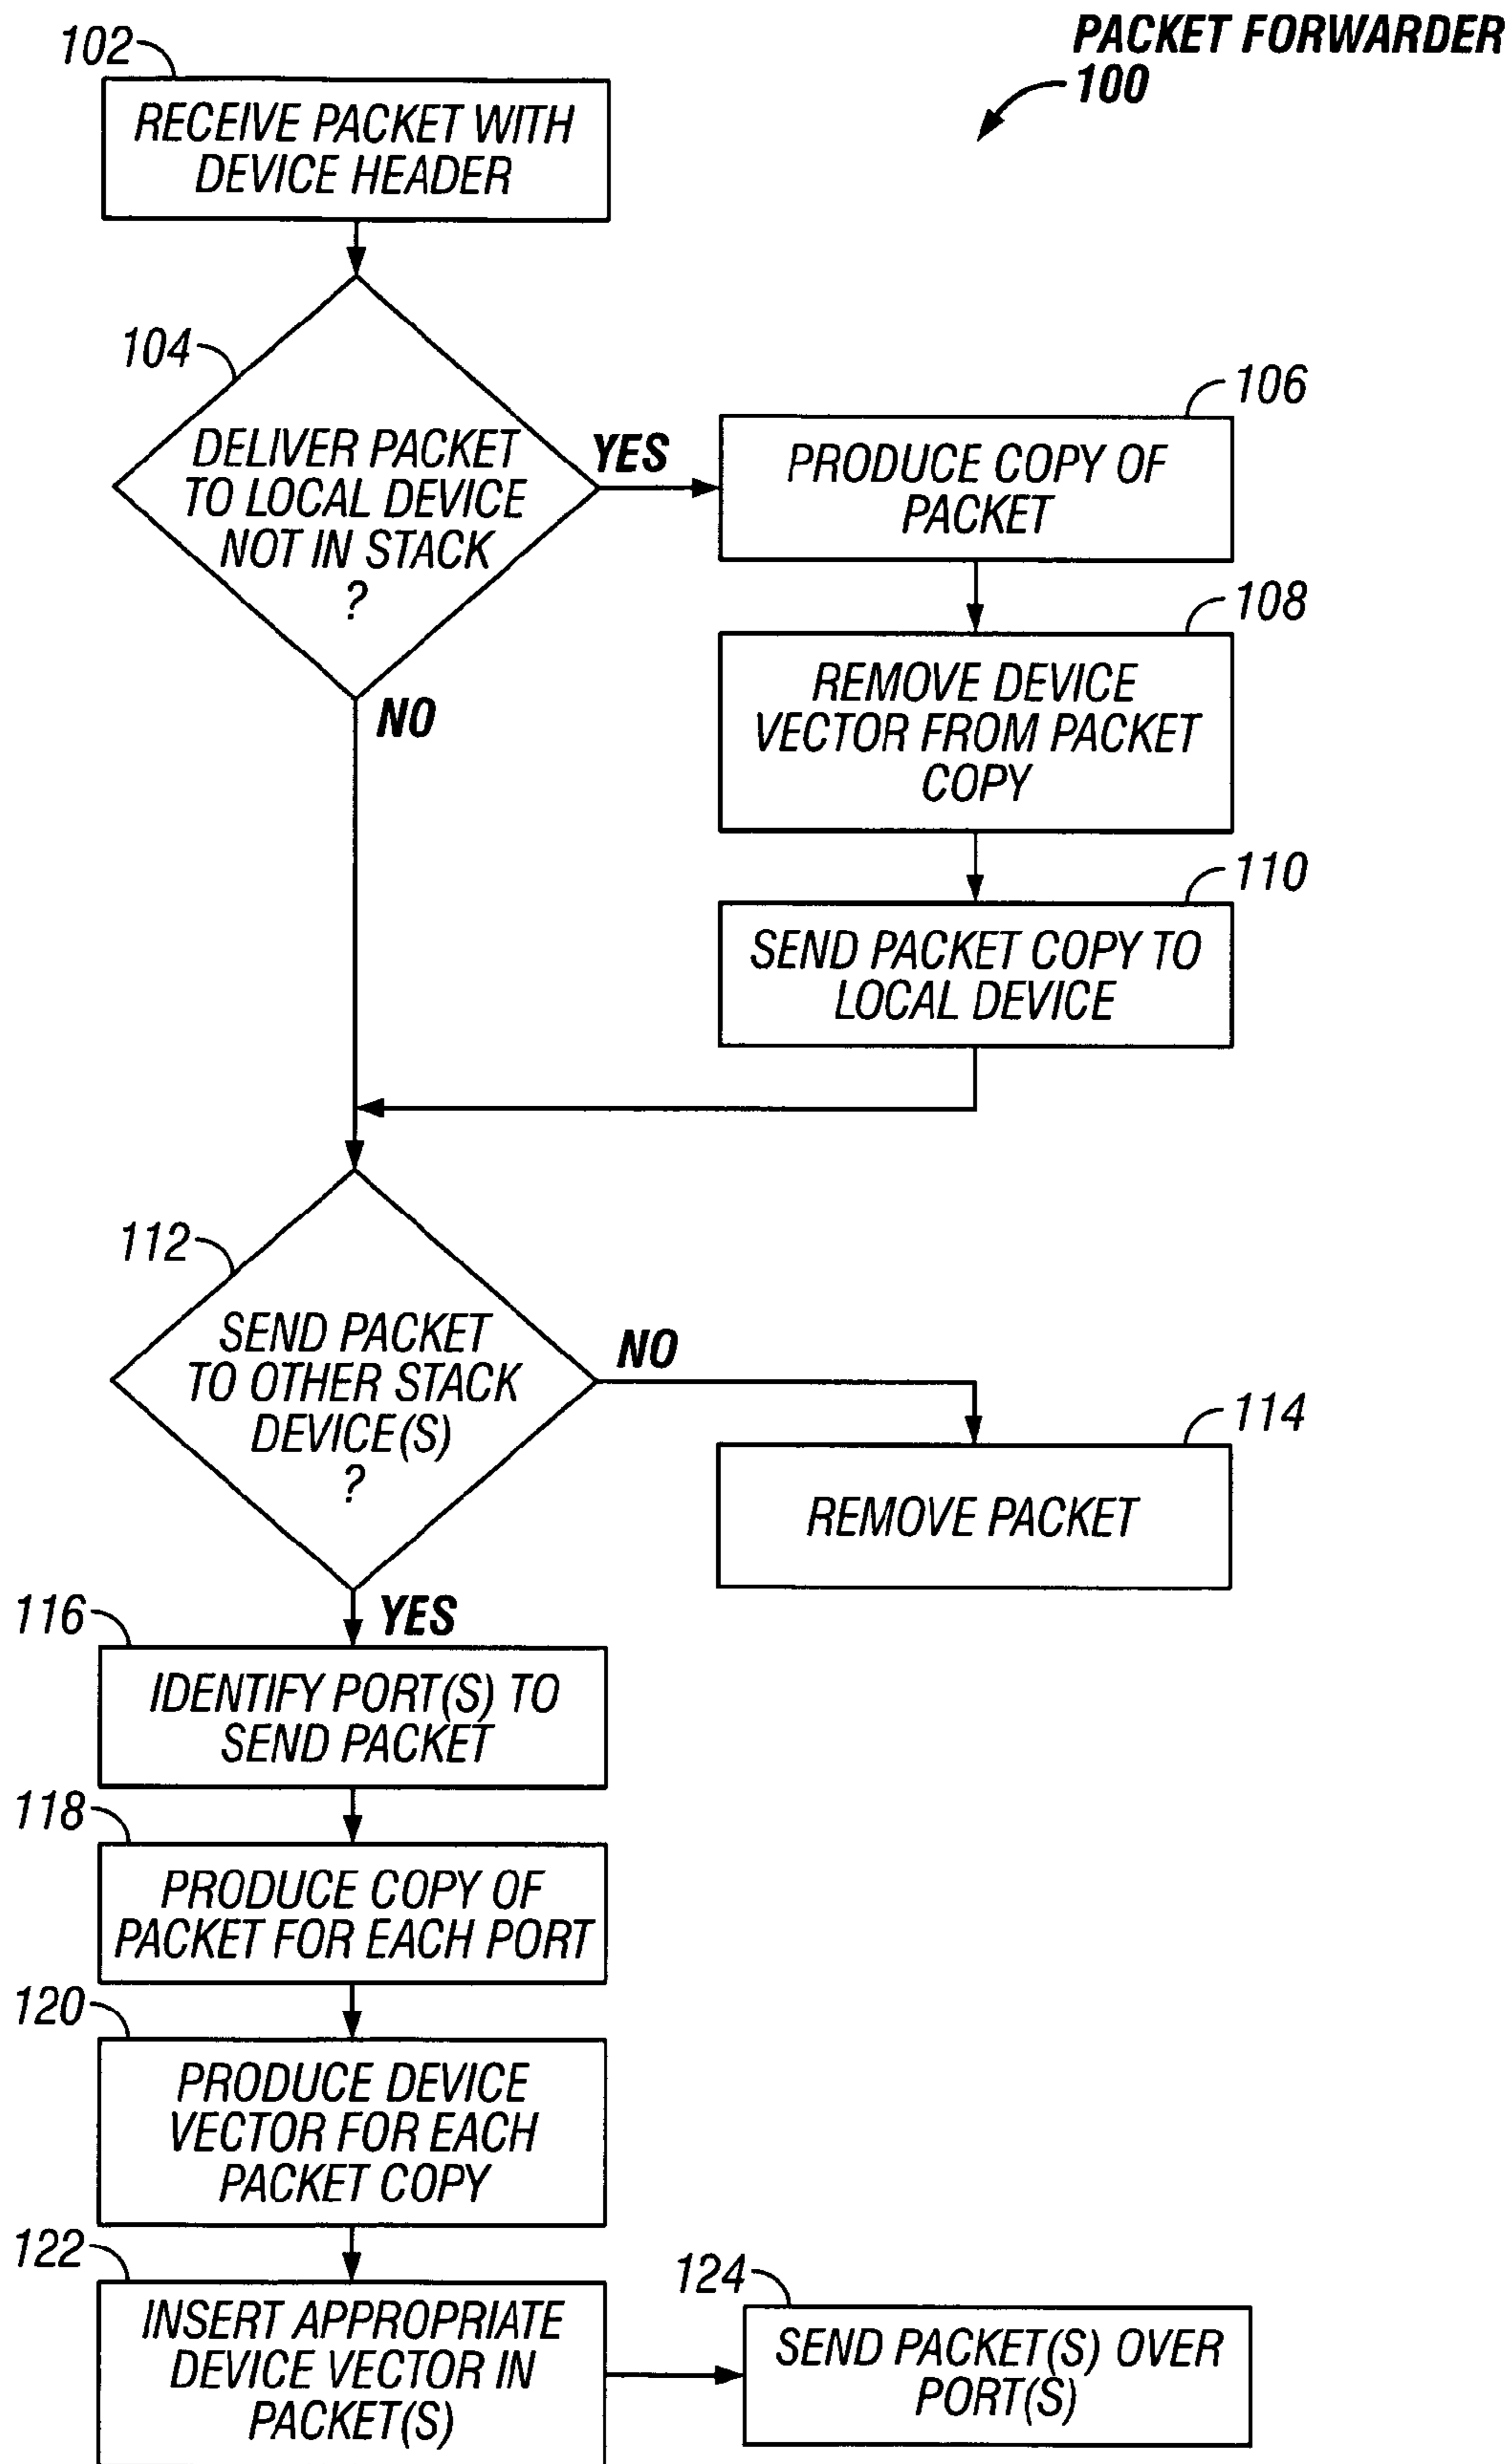 PACKET FORWARDER
100
102
RECEIVE PACKET WITH
DEVICE HEADER
104
DELIVER PACKET
TO LOCAL DEVICE
NOT IN STACK
?
YES
NO
106
PRODUCE COPY OF
PACKET
108
REMOVE DEVICE
VECTOR FROM PACKET
COPY
110
SEND PACKET COPY TO
LOCAL DEVICE
112
SEND PACKET
TO OTHER STACK
DEVICE(S)
?
NO
114
REMOVE PACKET
YES
116
IDENTIFY PORT(S) TO
SEND PACKET
118
PRODUCE COPY OF
PACKET FOR EACH PORT
120
PRODUCE DEVICE
VECTOR FOR EACH
PACKET COPY
122
INSERT APPROPRIATE
DEVICE VECTOR IN
PACKET(S)
124
SEND PACKET(S) OVER
PORT(S)